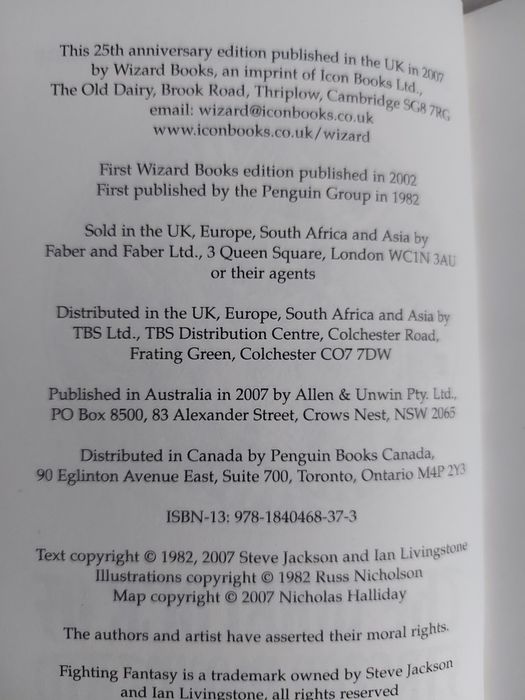 This 25th anniversary edition published in the UK in 2007
by Wizard Books, an imprint of Icon Books Ltd.,
The Old Dairy, Brook Road, Thriplow, Cambridge SG8 7RG
email: wizard@iconbooks.co.uk
www.iconbooks.co.uk/wizard
First Wizard Books edition published in 2002
First published by the Penguin Group in 1982
Sold in the UK, Europe, South Africa and Asia by
Faber and Faber Ltd., 3 Queen Square, London WC1N 3AU
or their agents
Distributed in the UK, Europe, South Africa and Asia by
TBS Ltd., TBS Distribution Centre, Colchester Road,
Frating Green, Colchester CO7 7DW
Published in Australia in 2007 by Allen & Unwin Pty. Ltd.,
PO Box 8500, 83 Alexander Street, Crows Nest, NSW 2065
Distributed in Canada by Penguin Books Canada,
90 Eglinton Avenue East, Suite 700, Toronto, Ontario M4P 2Y3
ISBN-13: 978-1840468-37-3
Text copyright © 1982, 2007 Steve Jackson and Ian Livingstone
Illustrations copyright © 1982 Russ Nicholson
Map copyright © 2007 Nicholas Halliday
The authors and artist have asserted their moral rights.
Fighting Fantasy is a trademark owned by Steve Jackson
and Ian Livingstone, all rights reserved